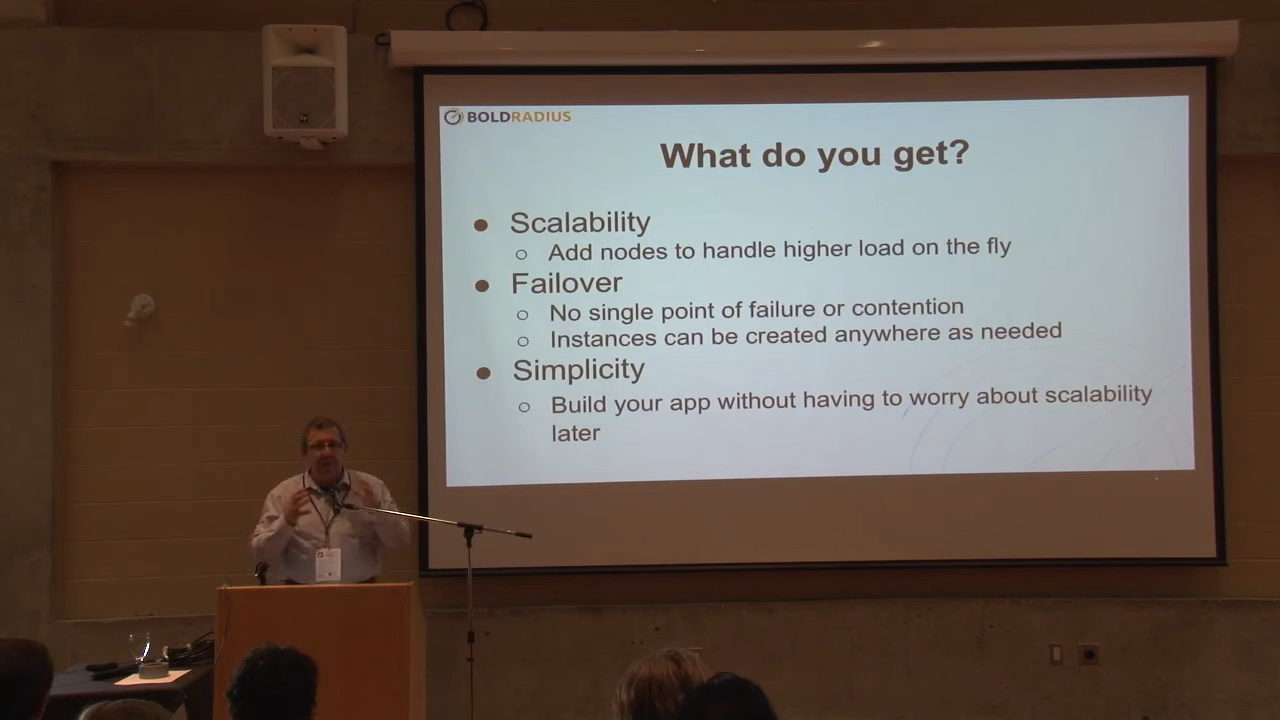 BOLDRADIUS
What do you get?
● Scalability
○ Add nodes to handle higher load on the fly
● Failover
○ No single point of failure or contention
○ Instances can be created anywhere as needed
● Simplicity
○ Build your app without having to worry about scalability
later